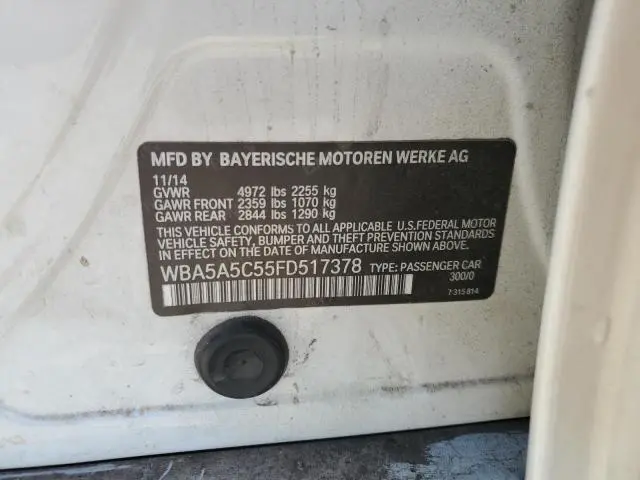 MFD BY BAYERISCHE MOTOREN WERKE AG
11/14
GVWR 4972 lbs 2255 kg
GAWR FRONT 2359 lbs 1070 kg
GAWR REAR 2844 lbs 1290 kg
THIS VEHICLE CONFORMS TO ALL APPLICABLE U.S.FEDERAL MOTOR
VEHICLE SAFETY, BUMPER AND THEFT PREVENTION STANDARDS
IN EFFECT ON THE DATE OF MANUFACTURE SHOWN ABOVE.
WBA5A5C55FD517378 TYPE: PASSENGER CAR
300/0
7 315 814